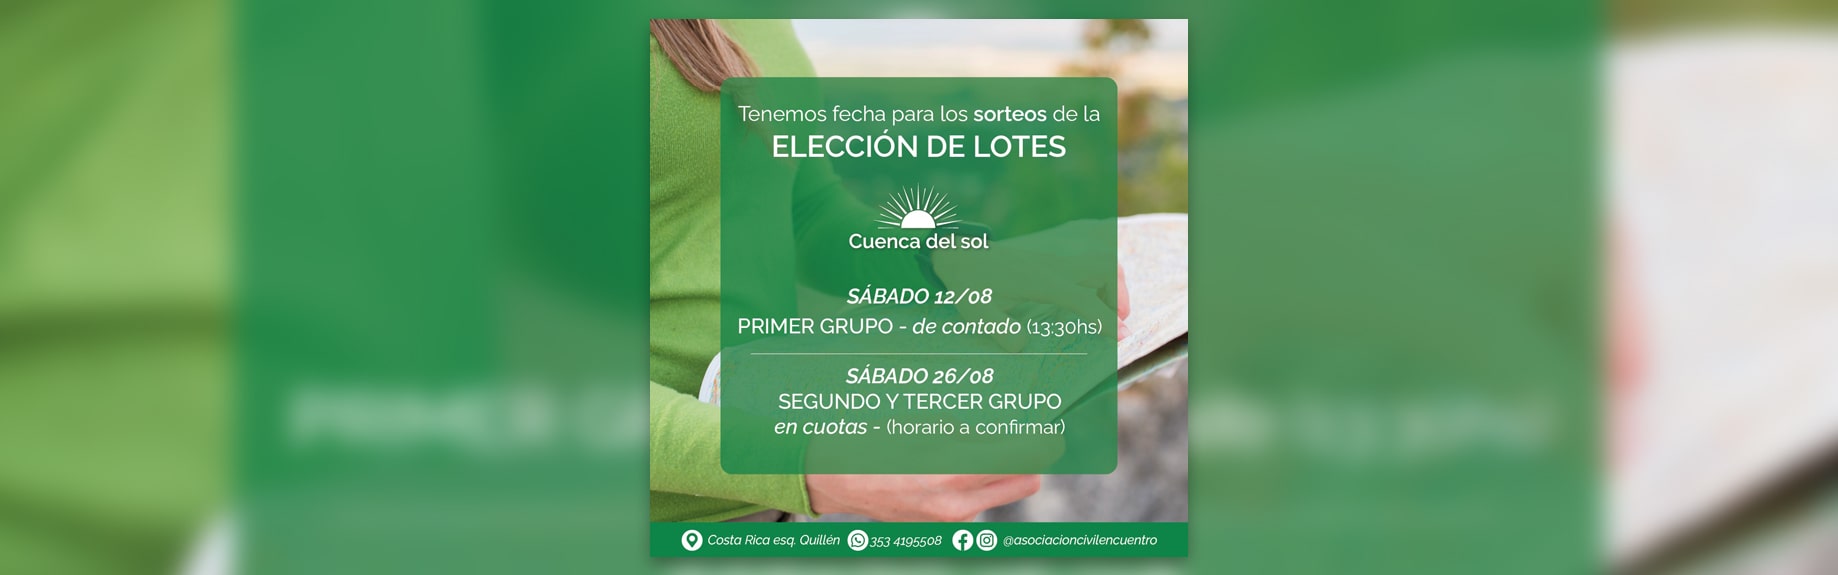 Tenemos fecha para los sorteos de la
ELECCIÓN DE LOTES
Cuenca del sol
SÁBADO 12/08
PRIMER GRUPO - de contado (13:30hs)
SÁBADO 26/08
SEGUNDO Y TERCER GRUPO
en cuotas - (horario a confirmar)
Costa Rica esq. Quillén 353 4195508 @asociacioncivilencuentro